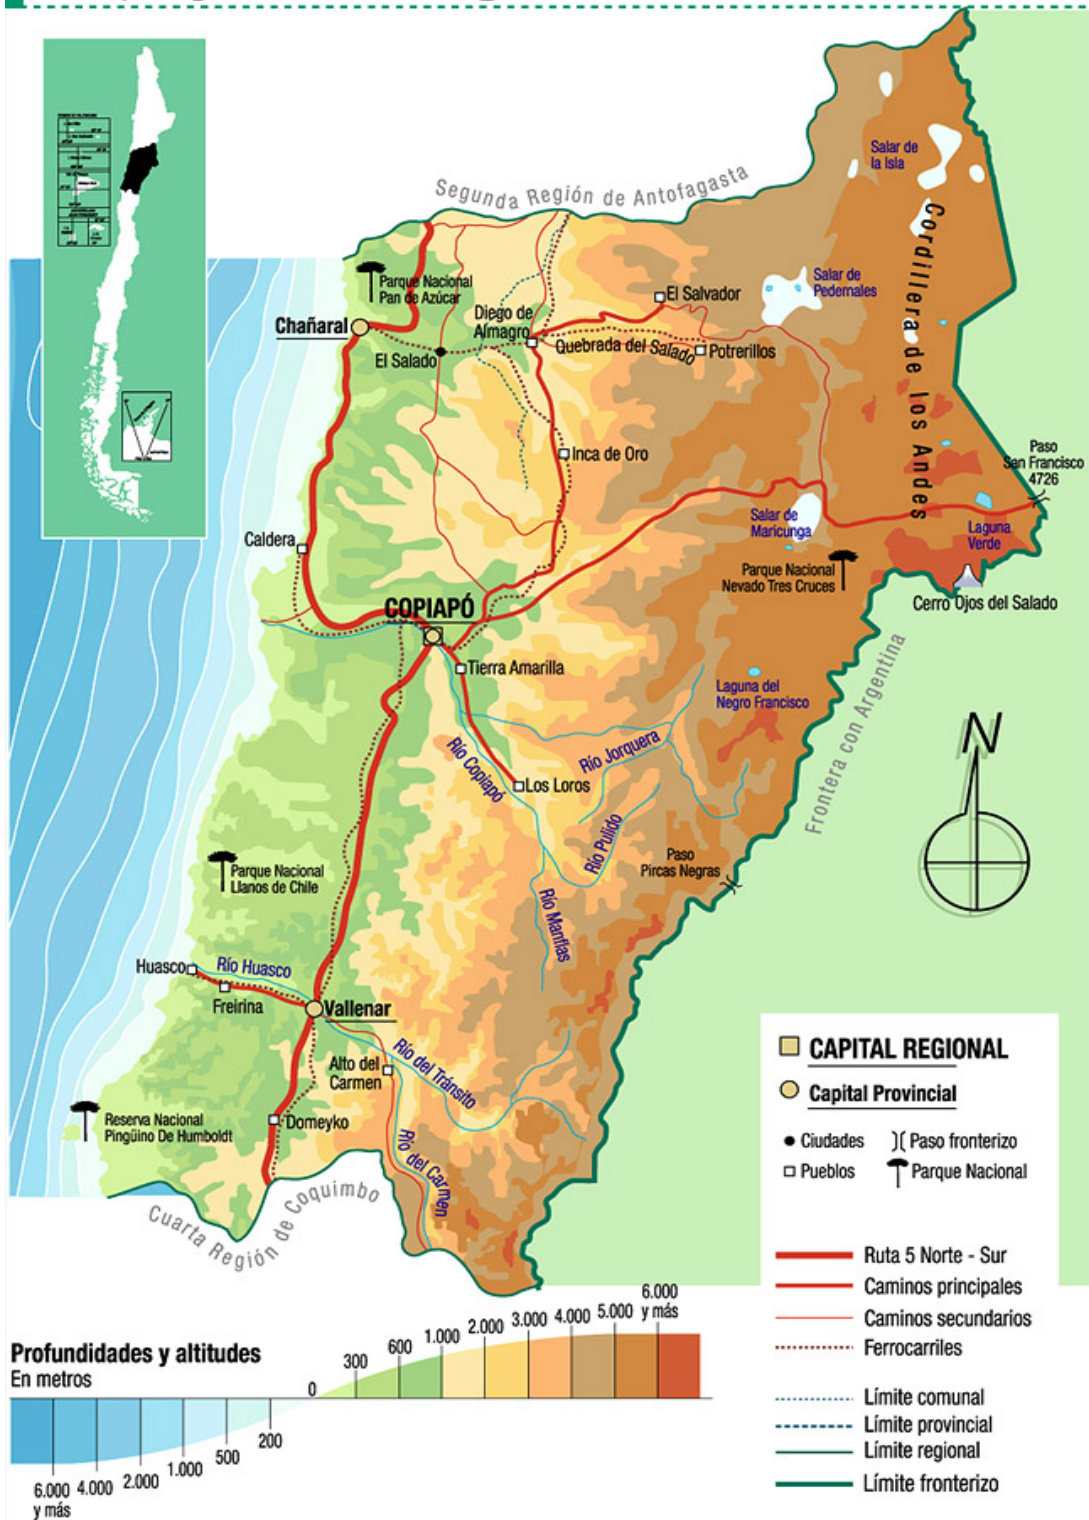 Segunda Región de Antofagasta
Salar de
la Isla
Cordillera de los Andes
Parque Nacional
Pan de Azúcar
Salar de
Pedernales
El Salvador
Diego de
Almagro
Chañaral
El Salado
Quebrada del Salado
Potrerillos
Inca de Oro
Paso
San Francisco
4726
Salar de
Maricunga
Laguna
Verde
Caldera
Parque Nacional
Nevado Tres Cruces
Cerro Ojos del Salado
COPIAPÓ
Tierra Amarilla
Laguna del
Negro Francisco
Frontera con Argentina
N
Río Copiapó
Río Jorquera
Los Loros
Río Pulido
Paso
Pircas Negras
Parque Nacional
Llanos de Chile
Río Manflas
Huasco
Río Huasco
Freirina
Vallenar
Alto del
Carmen
Río del Tránsito
Reserva Nacional
Pingüino De Humboldt
Domeyko
Río del Carmen
Cuarta Región de Coquimbo
CAPITAL REGIONAL
Capital Provincial
Ciudades
Paso fronterizo
Pueblos
Parque Nacional
Ruta 5 Norte - Sur
Caminos principales
Caminos secundarios
Ferrocarriles
Límite comunal
Límite provincial
Límite regional
Límite fronterizo
Profundidades y altitudes
En metros
0
300
600
1.000
2.000
3.000
4.000
5.000
6.000
y más
200
500
1.000
2.000
4.000
6.000
y más